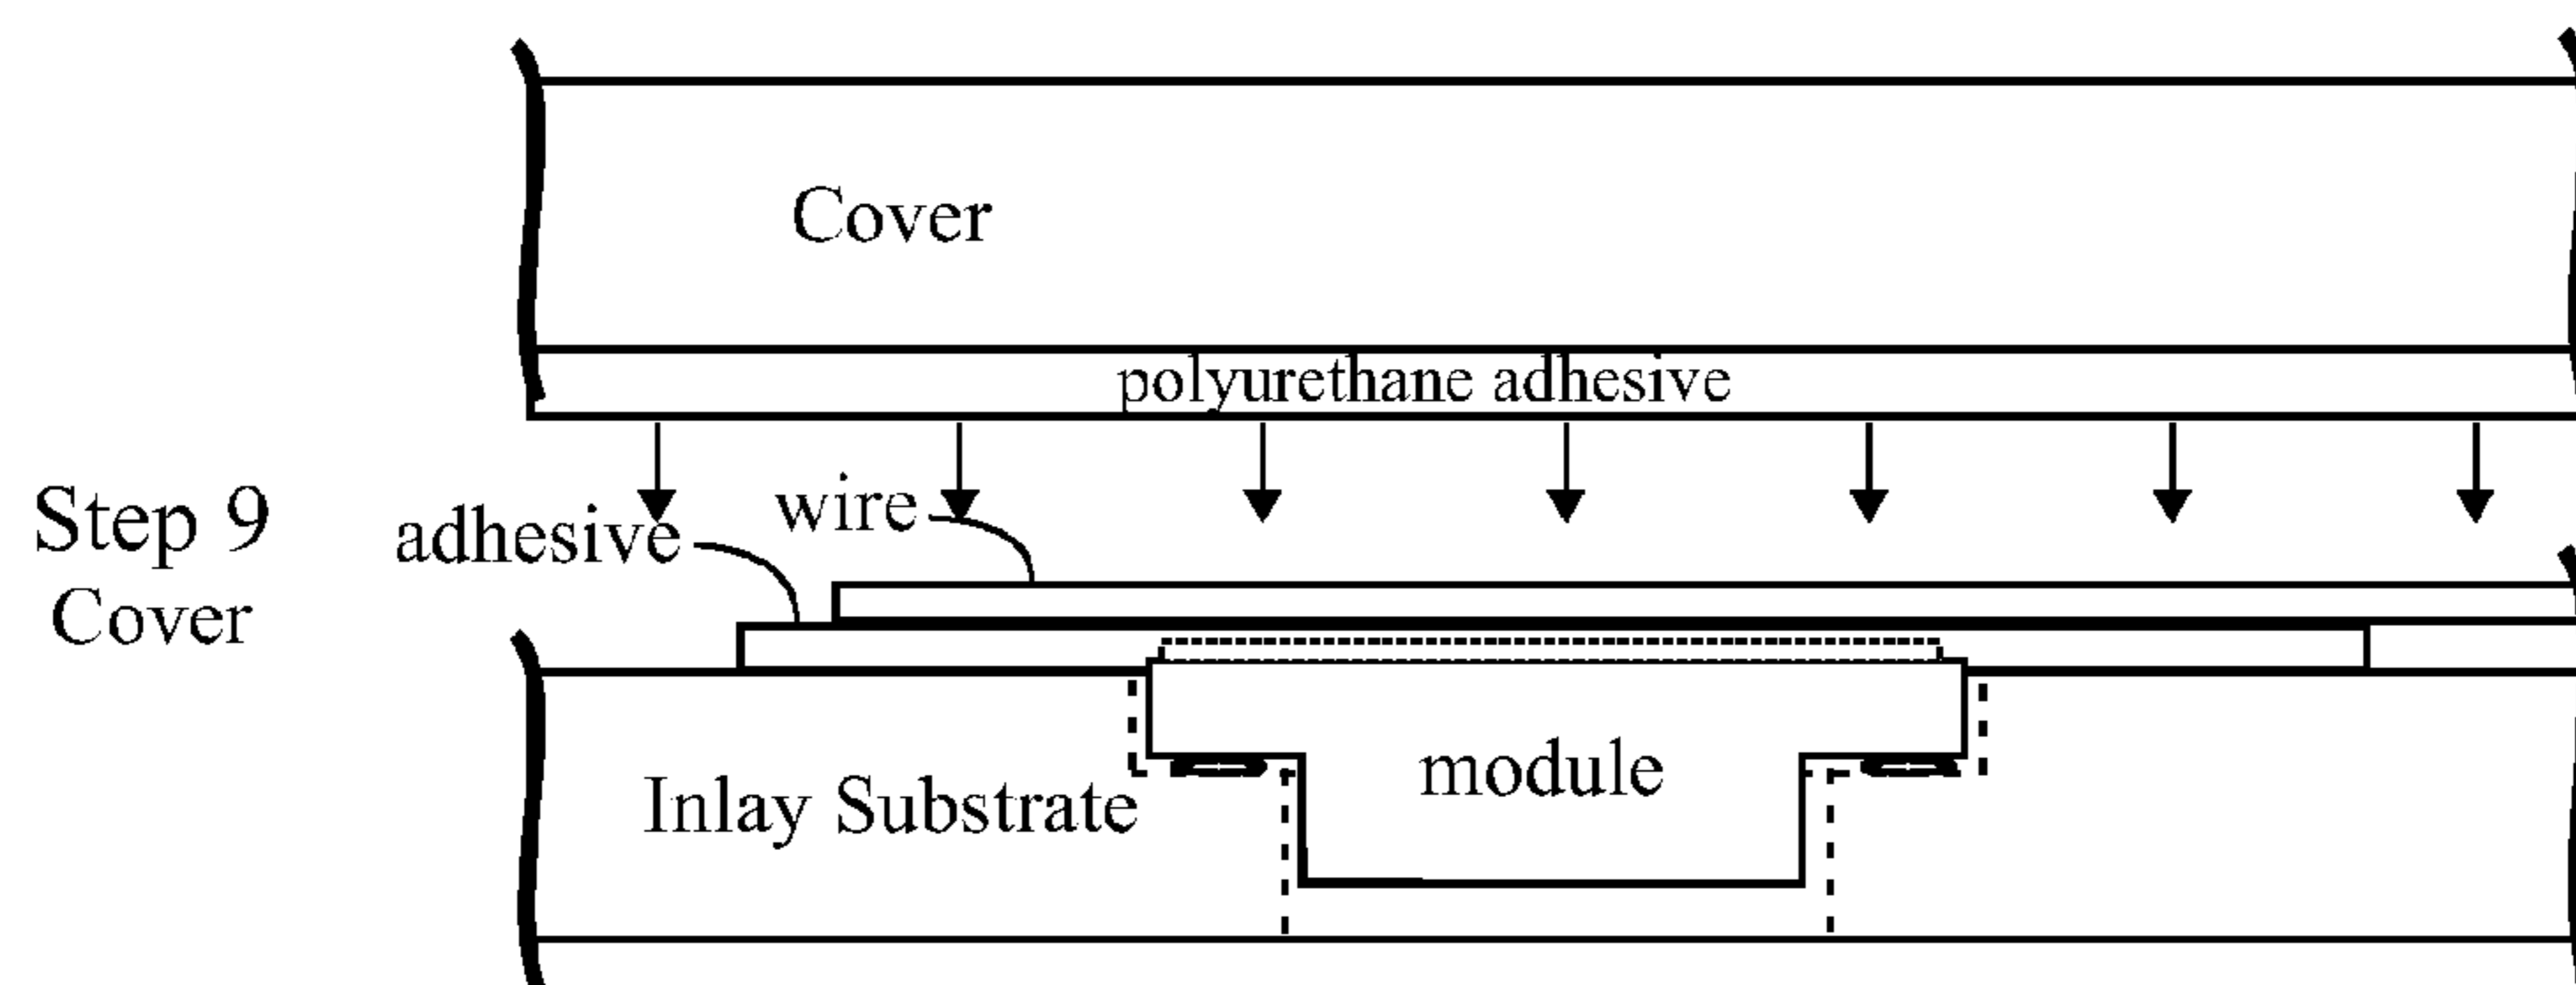 Cover
polyurethane adhesive
wire
adhesive
Step 9
Cover
module
Inlay Substrate